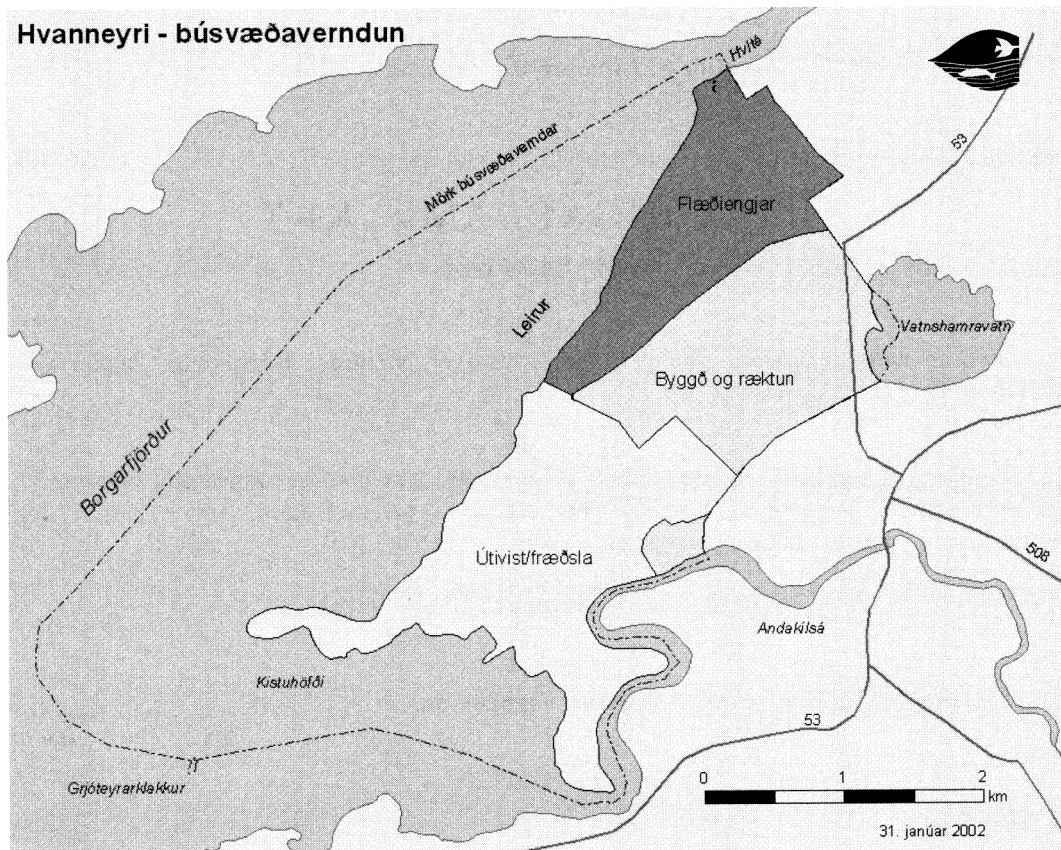 Hvanneyri - búsvæðaverndun
Hvítá
53
Mörk búsvæðaverndar
Flæðiengjar
Leirur
Vatnshamravatn
Byggð og ræktun
Borgarfjörður
Útivist/fræðsla
508
Andakílsá
Kistuhöfði
53
Grjóteyrarklakkur
0 1 2
km
31. janúar 2002